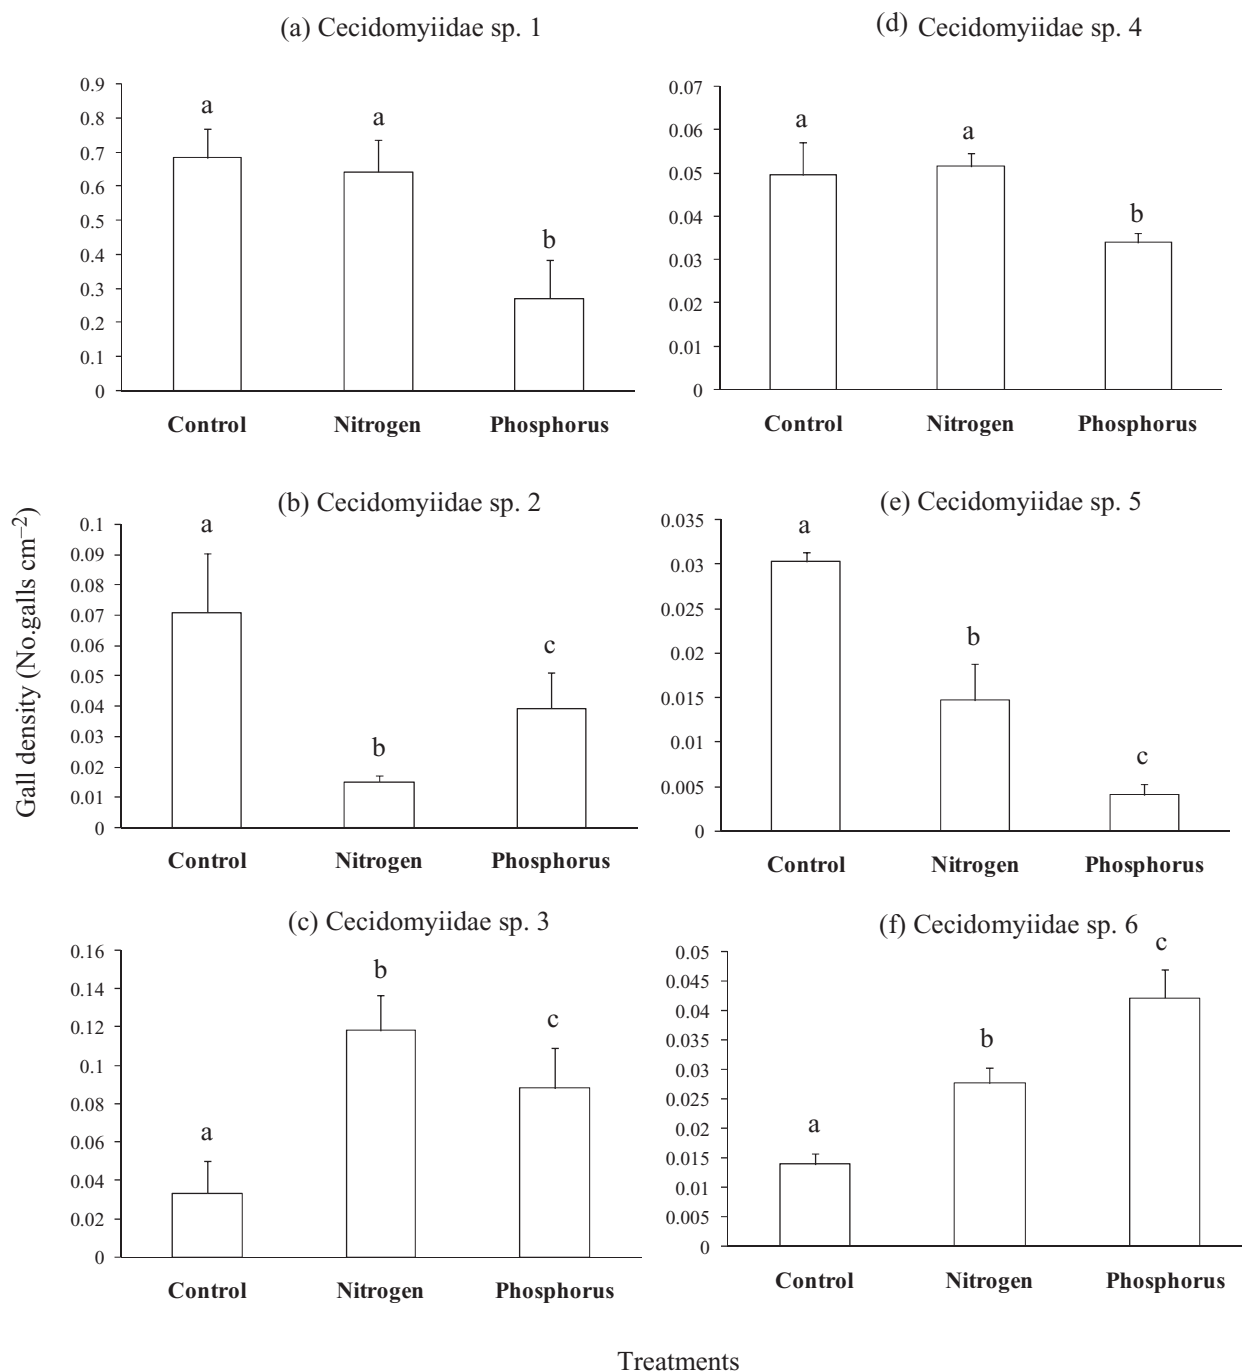 (a) Cecidomyiidae sp. 1
0.9
0.8
0.7
0.6
0.5
0.4
0.3
0.2
0.1
0
a
a
b
Control Nitrogen Phosphorus
(d) Cecidomyiidae sp. 4
0.07
0.06
0.05
0.04
0.03
0.02
0.01
0
a
a
b
Control Nitrogen Phosphorus
(b) Cecidomyiidae sp. 2
0.1
0.09
0.08
0.07
0.06
0.05
0.04
0.03
0.02
0.01
0
a
b
c
Control Nitrogen Phosphorus
(e) Cecidomyiidae sp. 5
0.035
0.03
0.025
0.02
0.015
0.01
0.005
0
a
b
c
Control Nitrogen Phosphorus
(c) Cecidomyiidae sp. 3
0.16
0.14
0.12
0.1
0.08
0.06
0.04
0.02
0
a
b
c
Control Nitrogen Phosphorus
(f) Cecidomyiidae sp. 6
0.05
0.045
0.04
0.035
0.03
0.025
0.02
0.015
0.01
0.005
0
a
b
c
Control Nitrogen Phosphorus
Gall density (No.galls cm⁻²)
Treatments